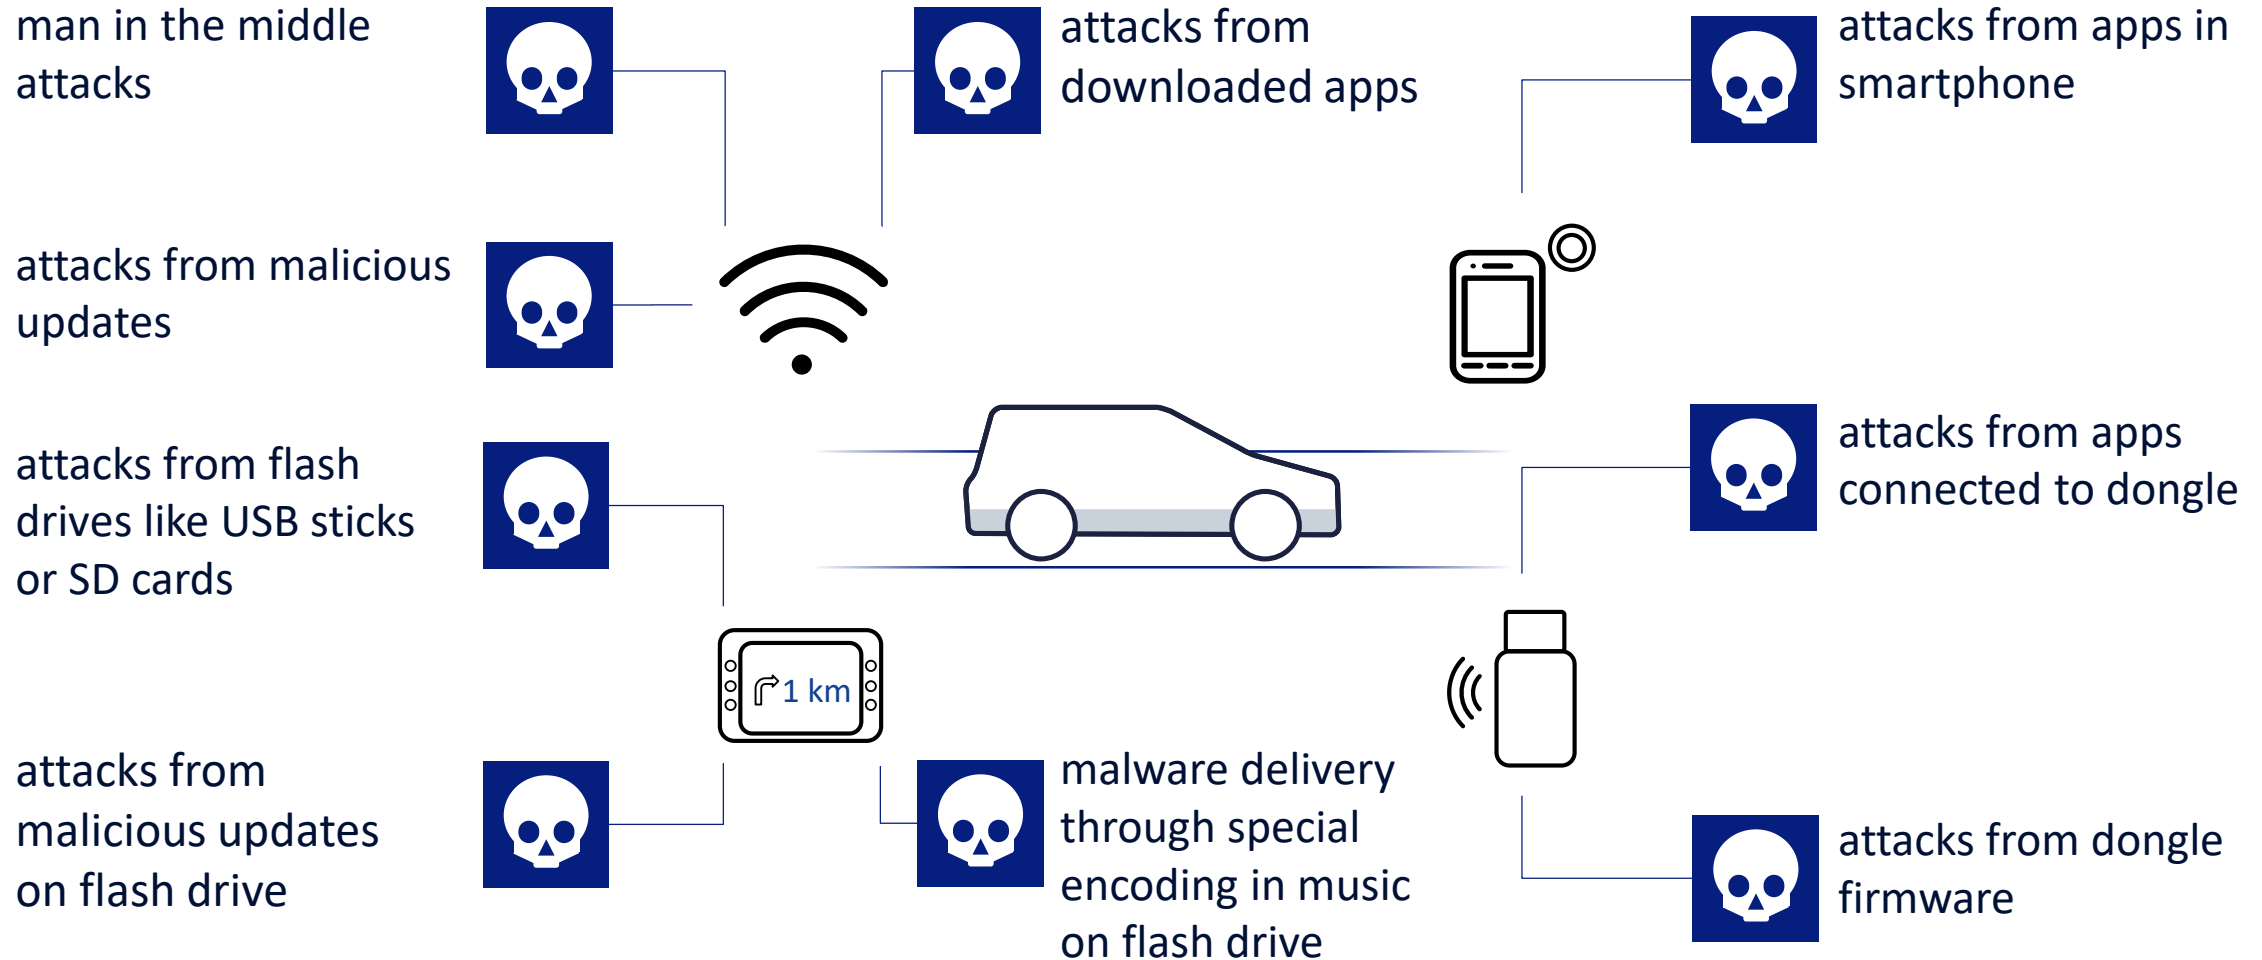 man in the middle
attacks
attacks from
downloaded apps
attacks from apps in
smartphone
attacks from malicious
updates
attacks from flash
drives like USB sticks
or SD cards
attacks from apps
connected to dongle
1 km
attacks from
malicious updates
on flash drive
malware delivery
through special
encoding in music
on flash drive
attacks from dongle
firmware